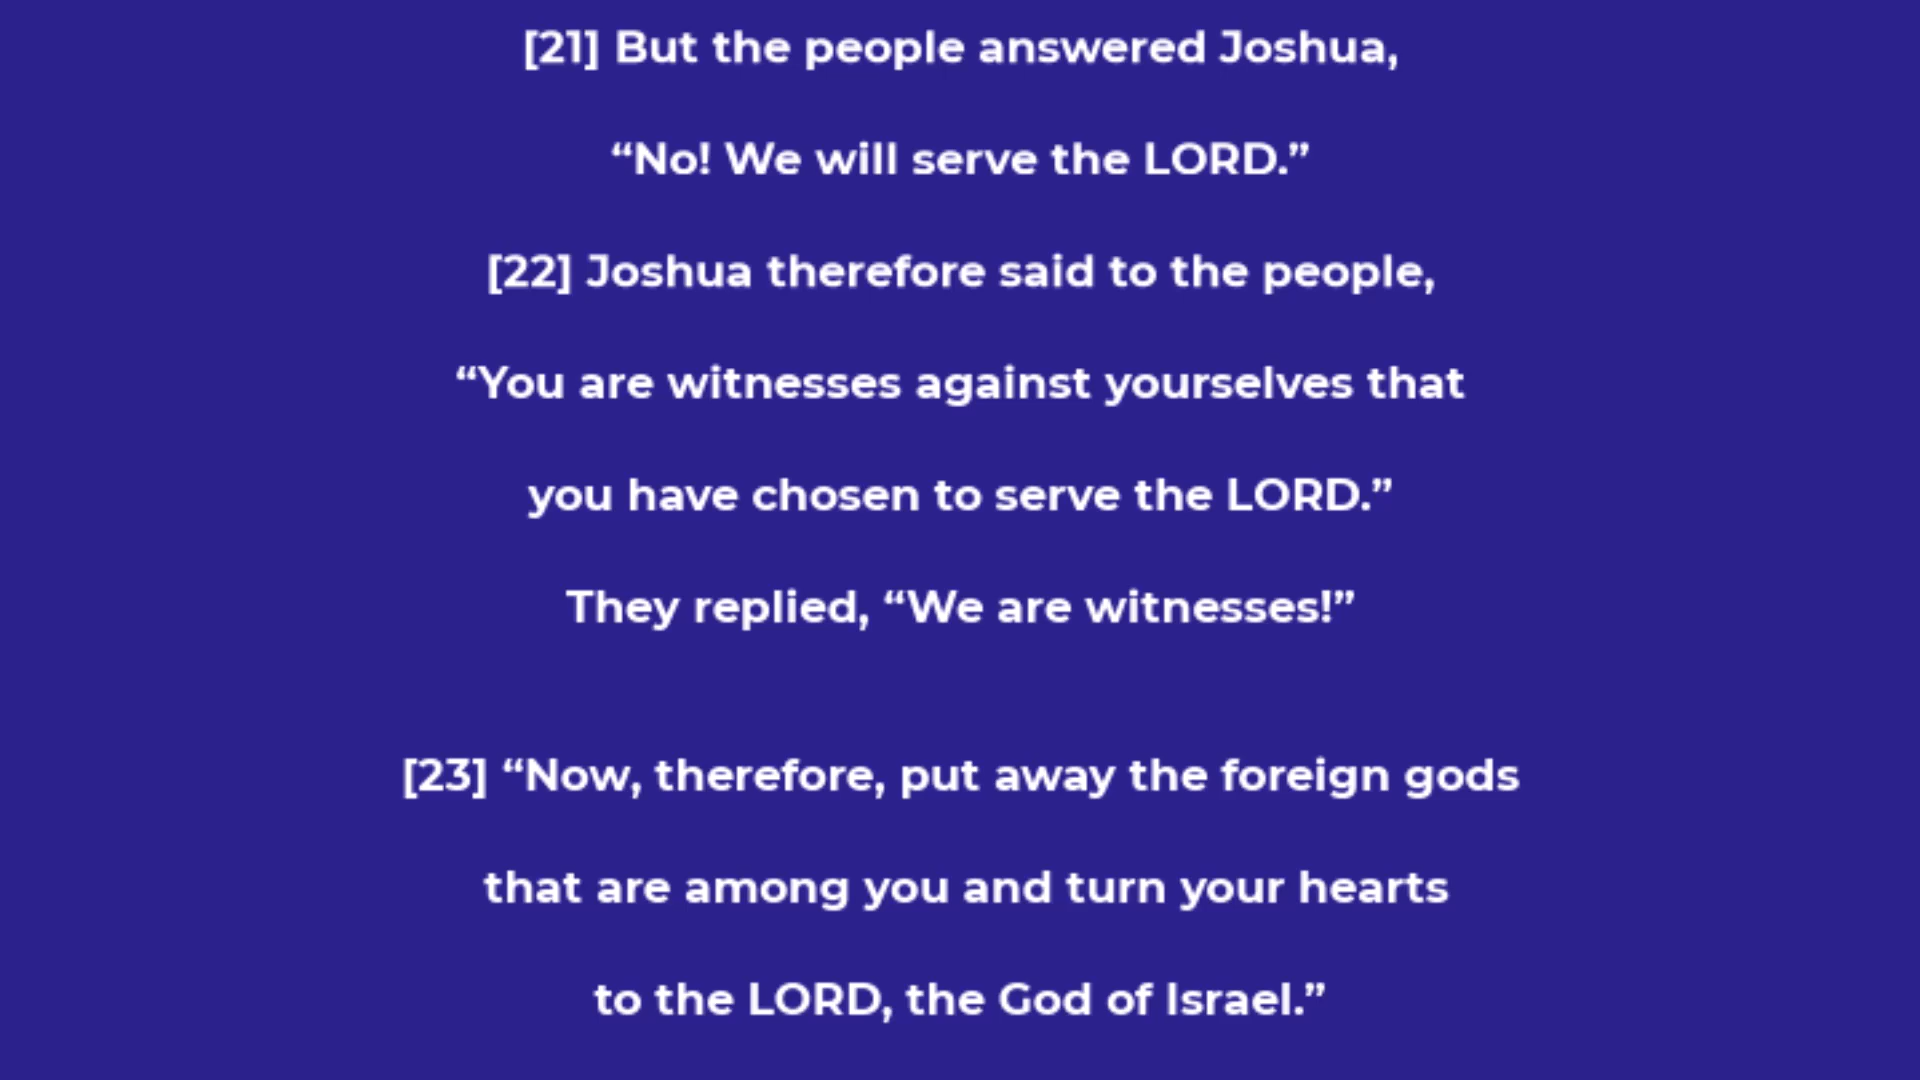 [21] But the people answered Joshua,
“No! We will serve the LORD.”
[22] Joshua therefore said to the people,
“You are witnesses against yourselves that
you have chosen to serve the LORD.”
They replied, “We are witnesses!”
[23] “Now, therefore, put away the foreign gods
that are among you and turn your hearts
to the LORD, the God of Israel.”